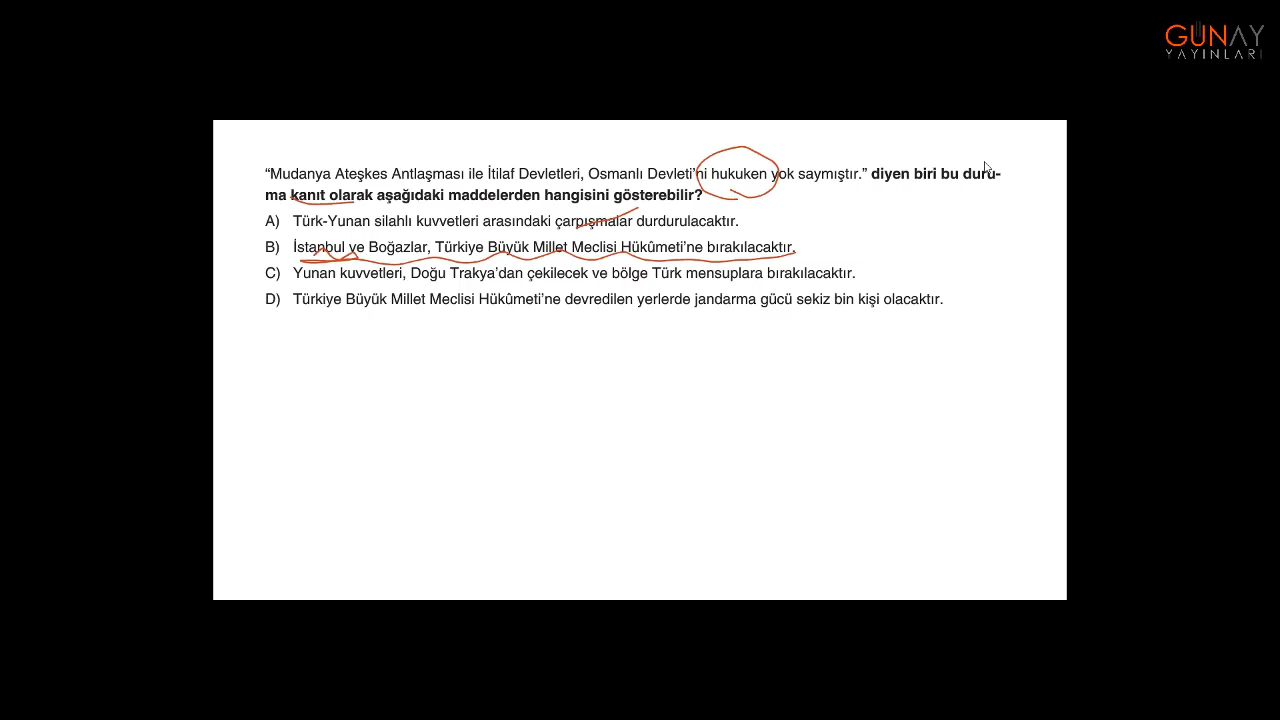 GÜNAY
YAYINLARI
“Mudanya Ateşkes Antlaşması ile İtilaf Devletleri, Osmanlı Devleti’ni hukuken yok saymıştır.” diyen biri bu duru-
ma kanıt olarak aşağıdaki maddelerden hangisini gösterebilir?
A) Türk-Yunan silahlı kuvvetleri arasındaki çarpışmalar durdurulacaktır.
B) İstanbul ve Boğazlar, Türkiye Büyük Millet Meclisi Hükûmeti’ne bırakılacaktır.
C) Yunan kuvvetleri, Doğu Trakya’dan çekilecek ve bölge Türk mensuplara bırakılacaktır.
D) Türkiye Büyük Millet Meclisi Hükûmeti’ne devredilen yerlerde jandarma gücü sekiz bin kişi olacaktır.